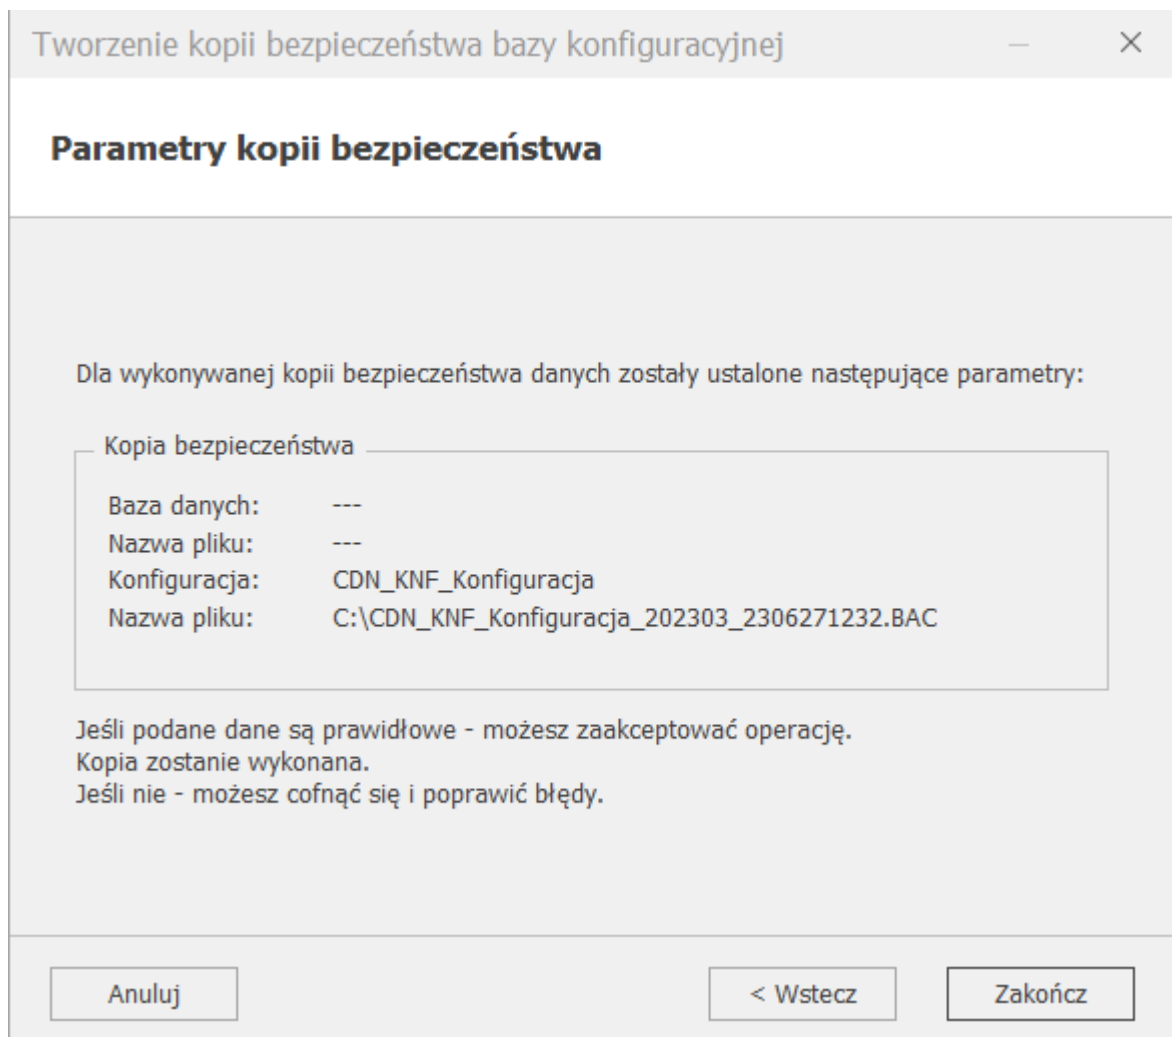 Tworzenie kopii bezpieczeństwa bazy konfiguracyjnej
Parametry kopii bezpieczeństwa
Dla wykonywanej kopii bezpieczeństwa danych zostały ustalone następujące parametry:
Kopia bezpieczeństwa
Baza danych: ---
Nazwa pliku: ---
Konfiguracja: CDN_KNF_Konfiguracja
Nazwa pliku: C:\CDN_KNF_Konfiguracja_202303_2306271232.BAC
Jeśli podane dane są prawidłowe - możesz zaakceptować operację.
Kopia zostanie wykonana.
Jeśli nie - możesz cofnąć się i poprawić błędy.
Anuluj < Wstecz Zakończ